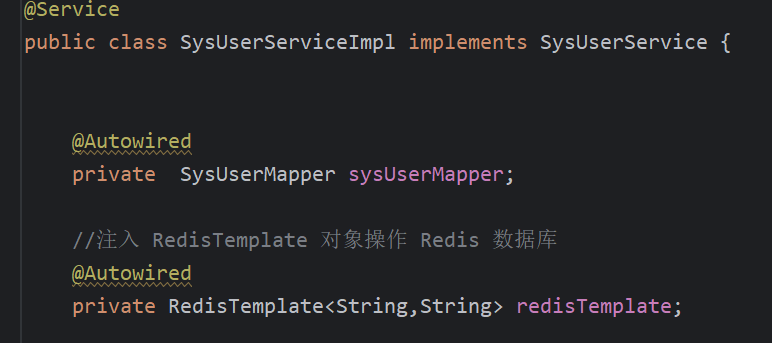 @Service
public class SysUserServiceImpl implements SysUserService {
@Autowired
private  SysUserMapper sysUserMapper;
//注入 RedisTemplate 对象操作 Redis 数据库
@Autowired
private RedisTemplate<String,String> redisTemplate;